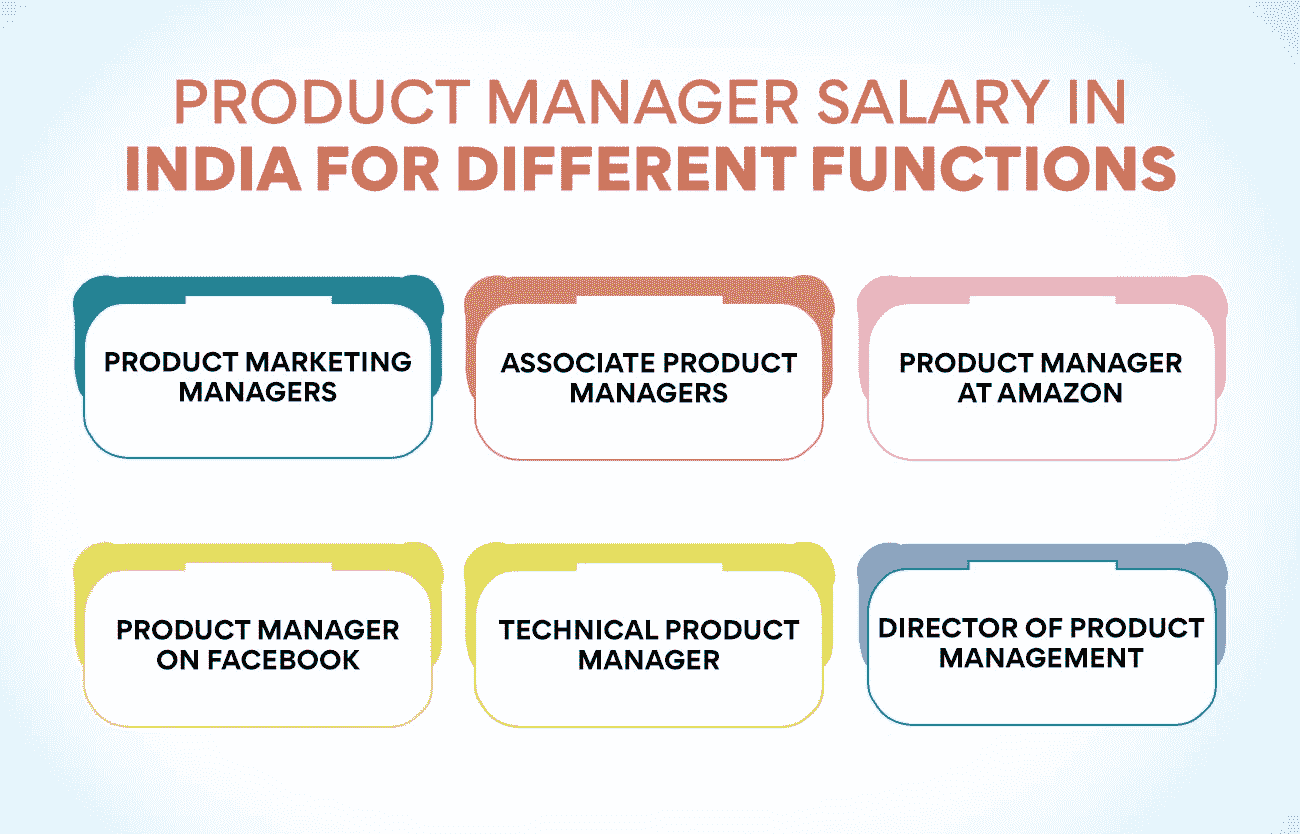 PRODUCT MANAGER SALARY IN
INDIA FOR DIFFERENT FUNCTIONS
PRODUCT MARKETING
MANAGERS
ASSOCIATE PRODUCT
MANAGERS
PRODUCT MANAGER
AT AMAZON
PRODUCT MANAGER
ON FACEBOOK
TECHNICAL PRODUCT
MANAGER
DIRECTOR OF PRODUCT
MANAGEMENT